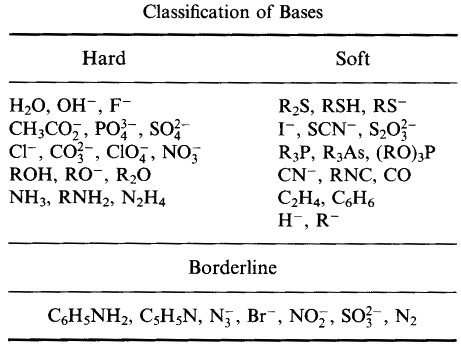 Classification of Bases
Hard Soft
H₂O, OH⁻, F⁻ R₂S, RSH, RS⁻
CH₃CO₂⁻, PO₄³⁻, SO₄²⁻ I⁻, SCN⁻, S₂O₃²⁻
Cl⁻, CO₃²⁻, ClO₄⁻, NO₃⁻ R₃P, R₃As, (RO)₃P
ROH, RO⁻, R₂O CN⁻, RNC, CO
NH₃, RNH₂, N₂H₄ C₂H₄, C₆H₆
H⁻, R⁻
Borderline
C₆H₅NH₂, C₅H₅N, N₃⁻, Br⁻, NO₂⁻, SO₃²⁻, N₂